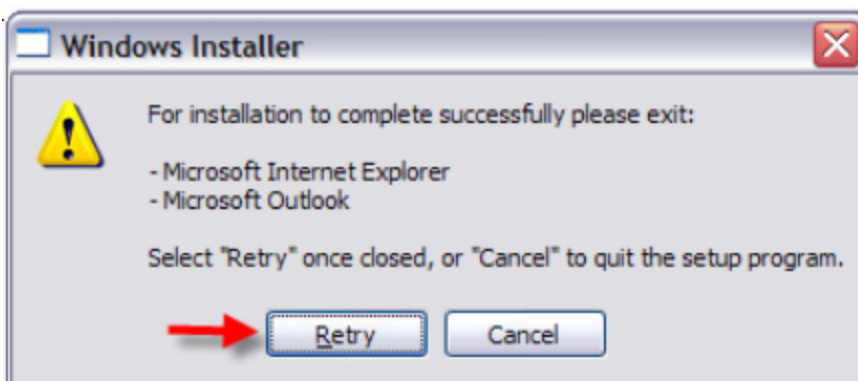 Windows Installer
For installation to complete successfully please exit:
- Microsoft Internet Explorer
- Microsoft Outlook
Select "Retry" once closed, or "Cancel" to quit the setup program.
Retry
Cancel